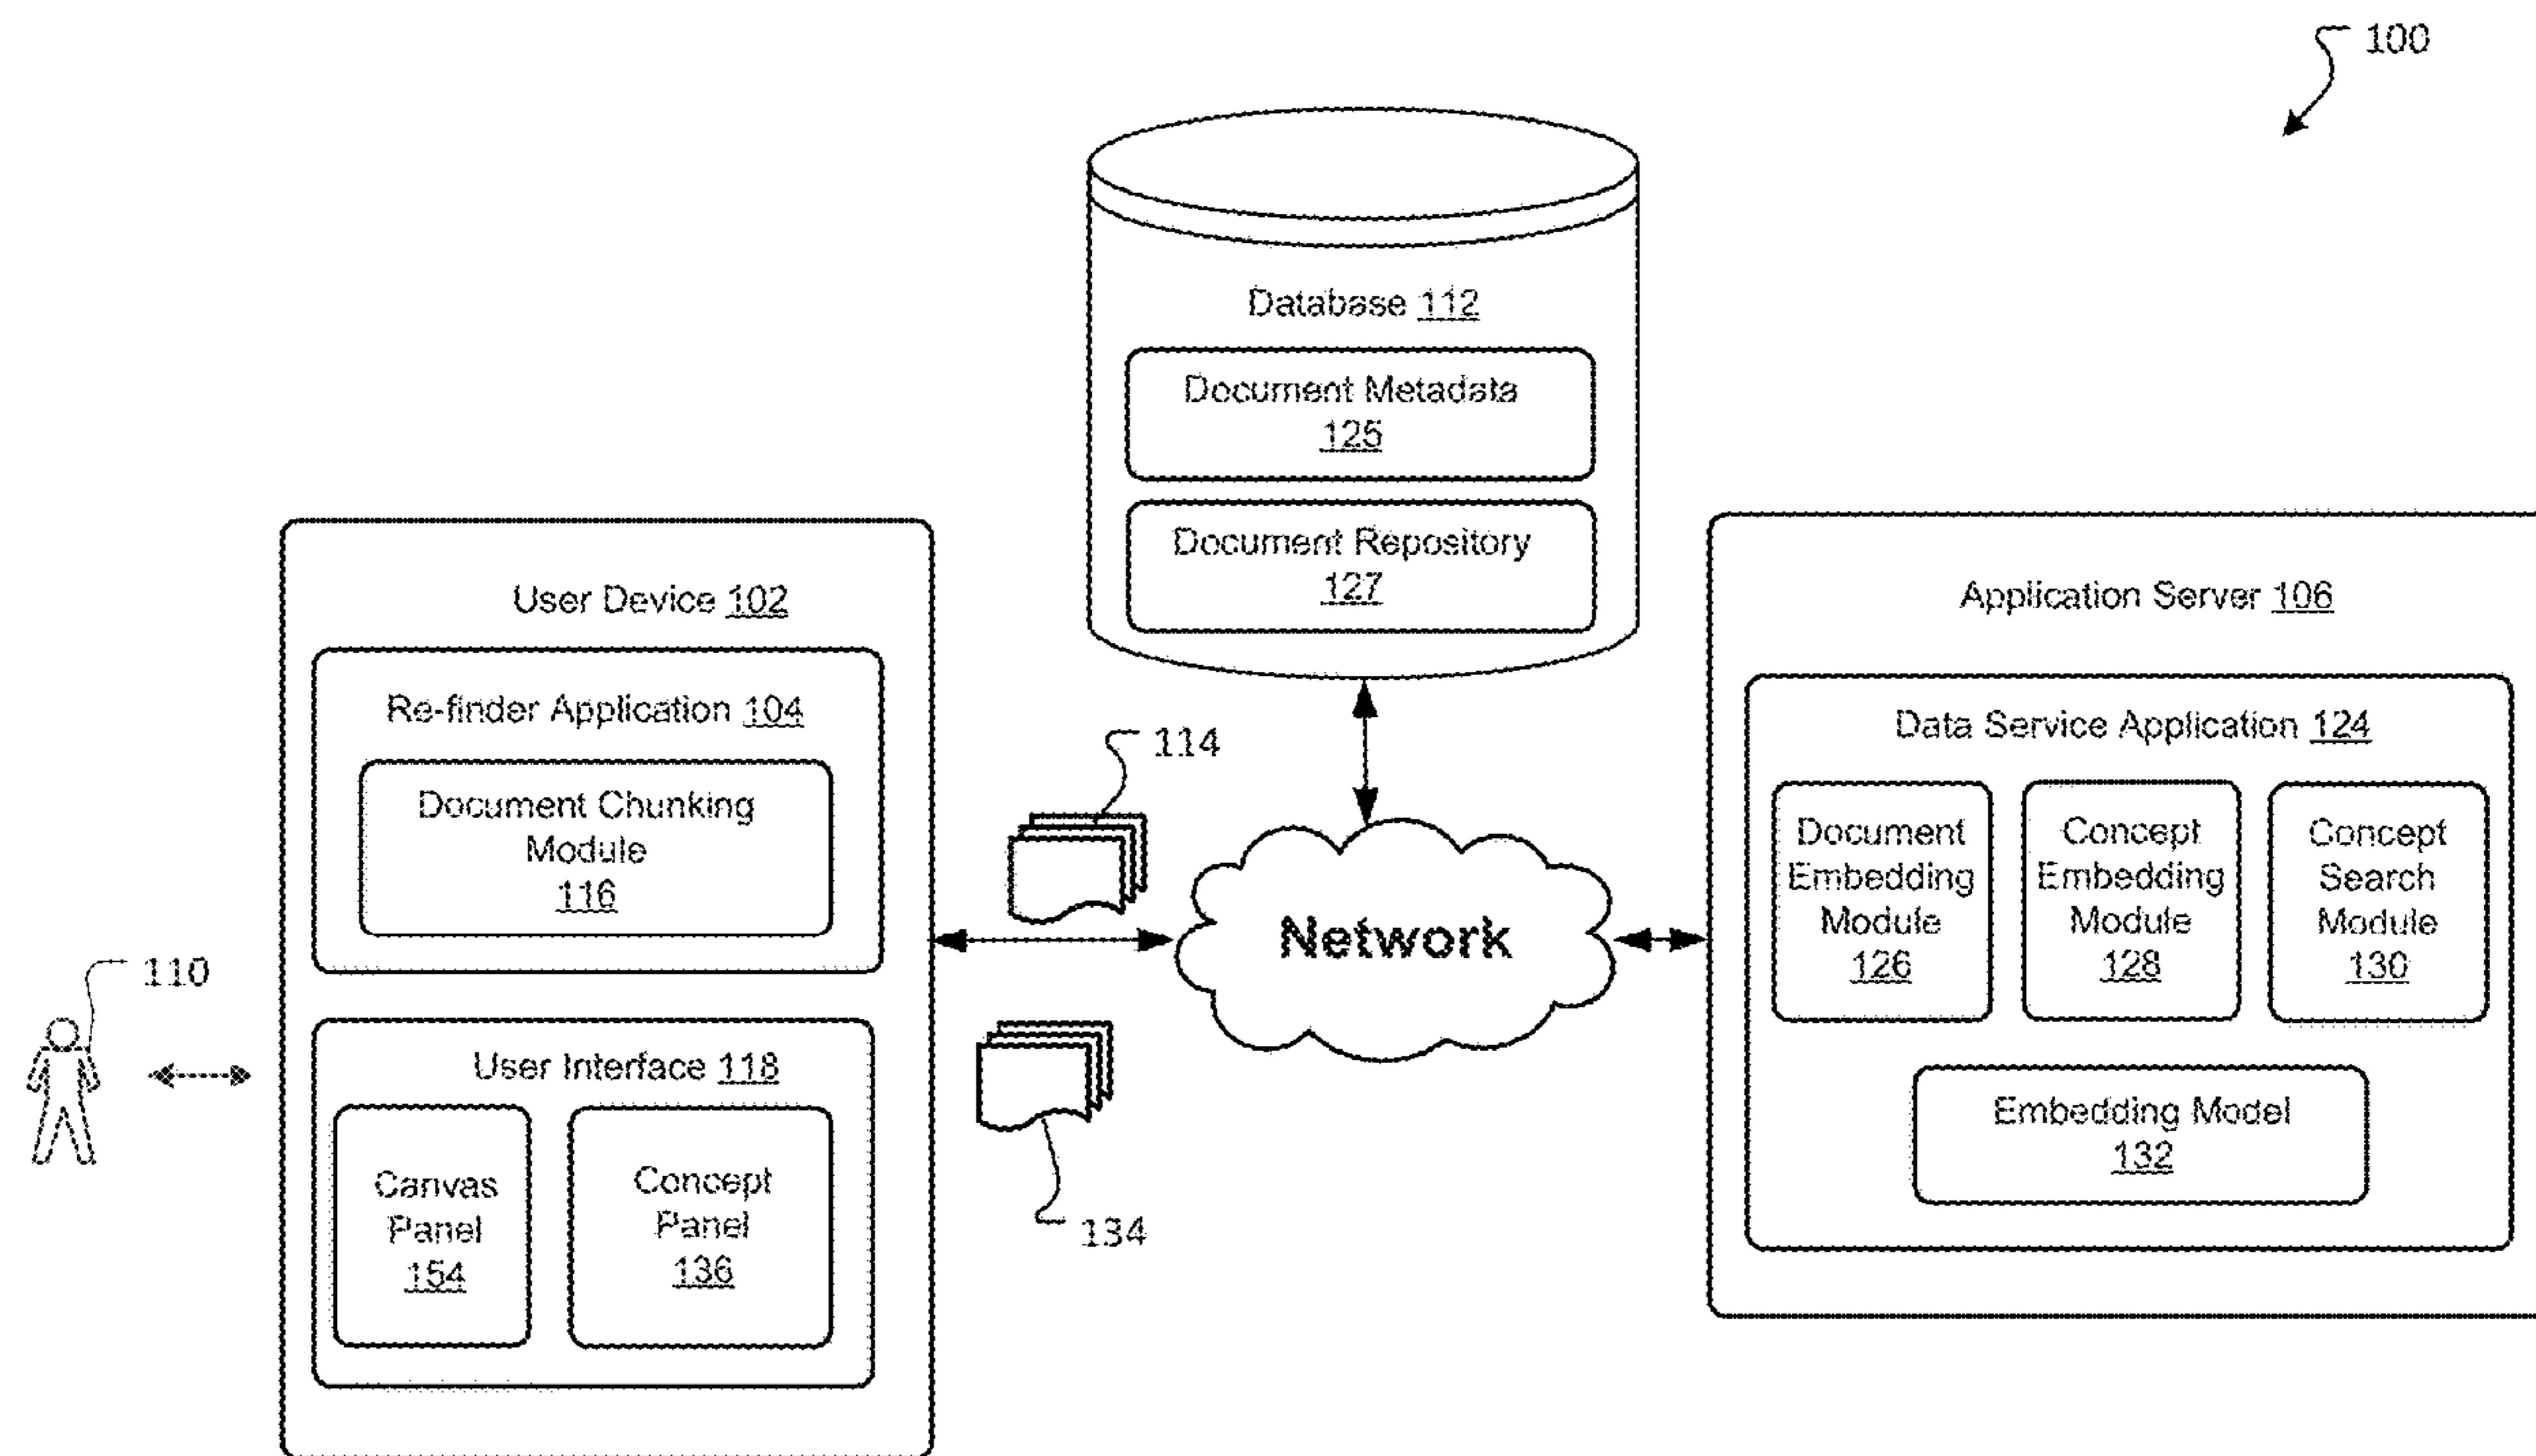 100
Database 112
Document Metadata
125
Document Repository
127
User Device 102
Re-finder Application 104
Document Chunking
Module
116
User Interface 118
Canvas
Panel
154
Concept
Panel
136
110
114
134
Network
Application Server 106
Data Service Application 124
Document
Embedding
Module
126
Concept
Embedding
Module
128
Concept
Search
Module
130
Embedding Model
132